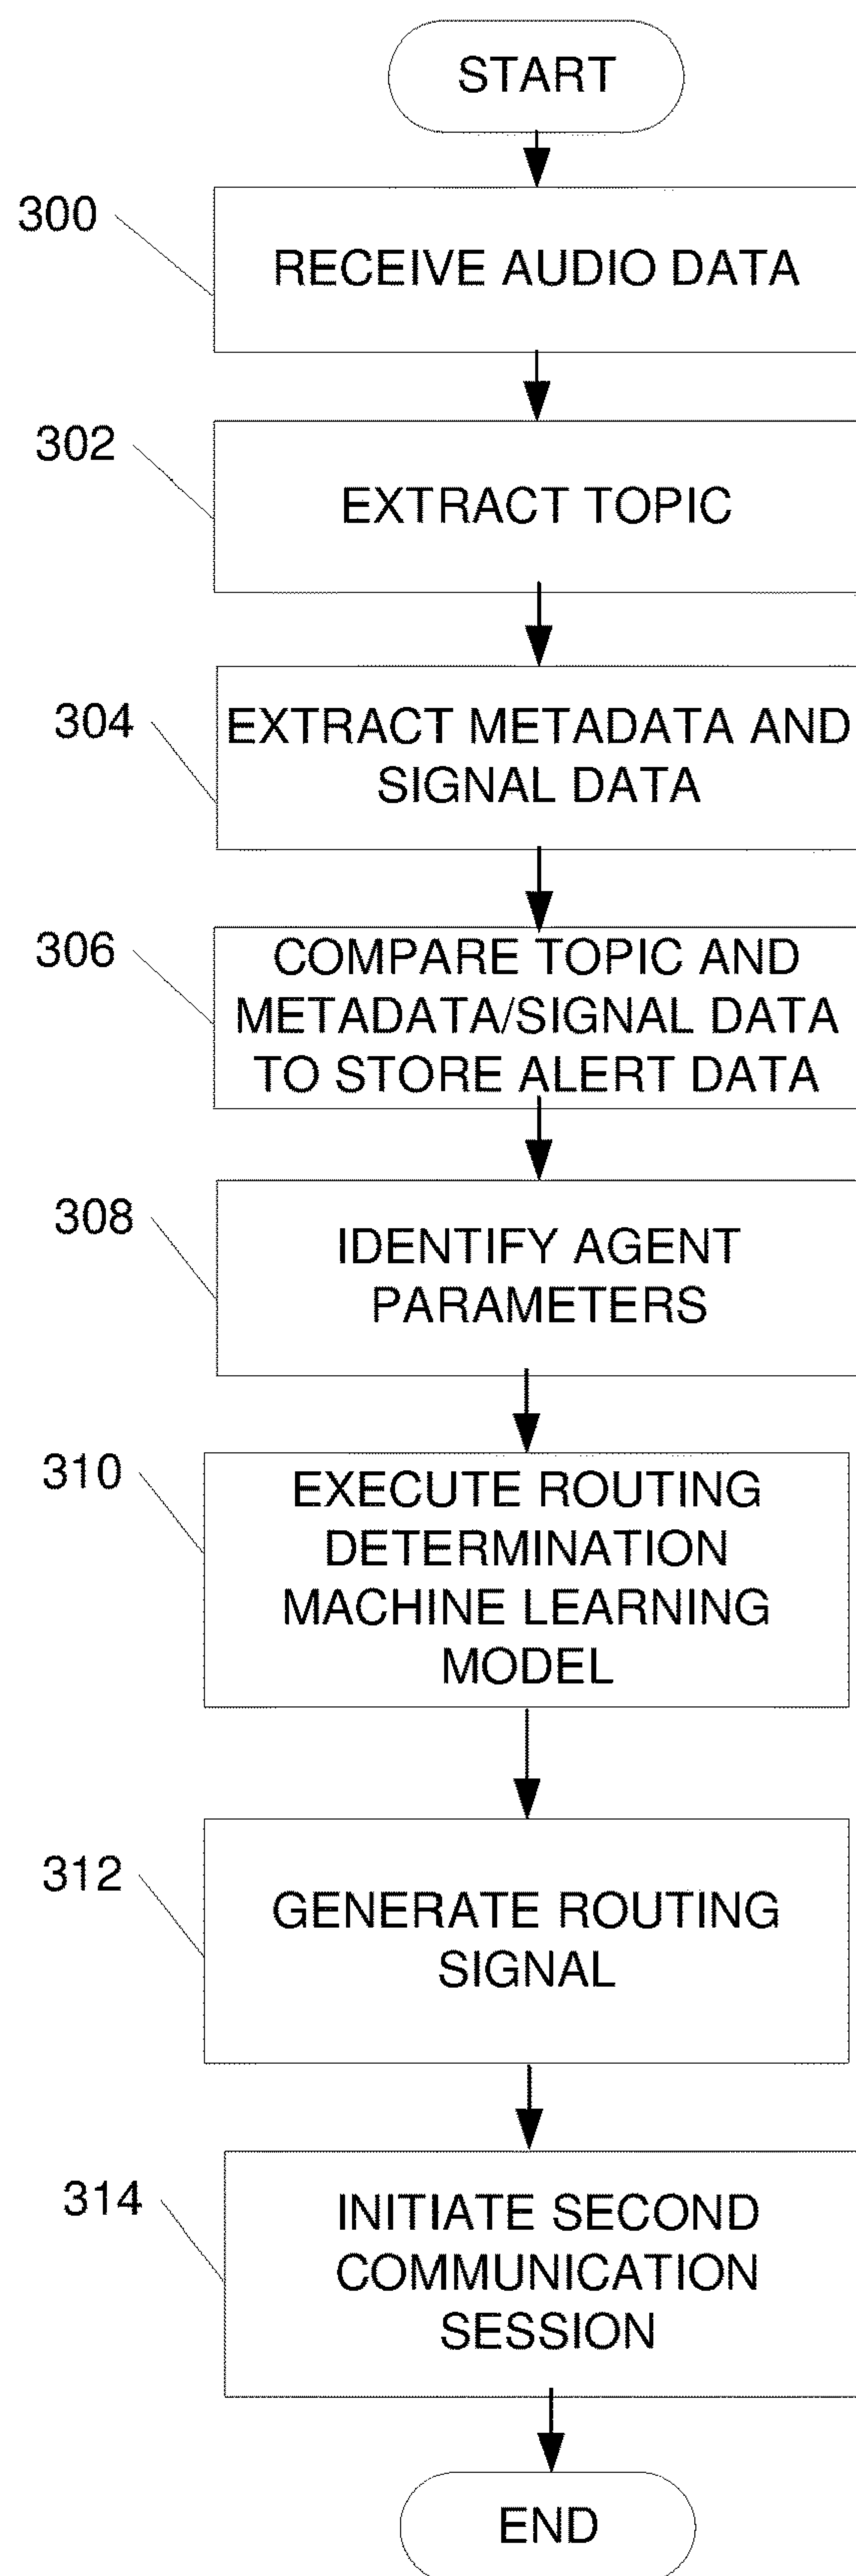 START
300
RECEIVE AUDIO DATA
302
EXTRACT TOPIC
304
EXTRACT METADATA AND
SIGNAL DATA
306
COMPARE TOPIC AND
METADATA/SIGNAL DATA
TO STORE ALERT DATA
308
IDENTIFY AGENT
PARAMETERS
310
EXECUTE ROUTING
DETERMINATION
MACHINE LEARNING
MODEL
312
GENERATE ROUTING
SIGNAL
314
INITIATE SECOND
COMMUNICATION
SESSION
END